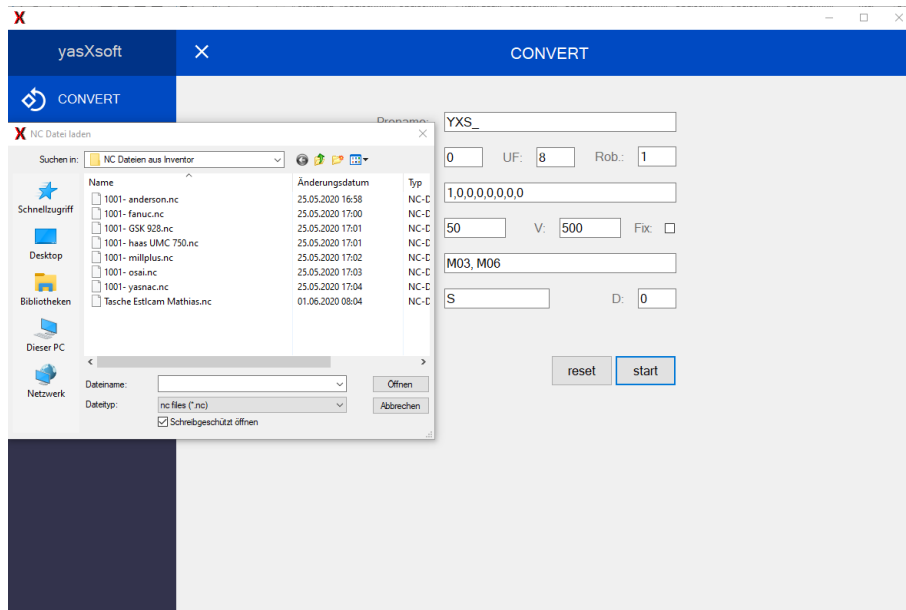 X
yasXsoft
CONVERT
CONVERT
X NC Datei laden
Suchen in: NC Dateien aus Inventor
Name Änderungsdatum Typ
1001- anderson.nc 25.05.2020 16:58 NC-D
1001- fanuc.nc 25.05.2020 17:00 NC-D
1001- GSK 928.nc 25.05.2020 17:01 NC-D
1001- haas UMC 750.nc 25.05.2020 17:01 NC-D
1001- millplus.nc 25.05.2020 17:02 NC-D
1001- osai.nc 25.05.2020 17:03 NC-D
1001- yasnac.nc 25.05.2020 17:04 NC-D
Tasche Estlcam Mathias.nc 01.06.2020 08:04 NC-D
Schnellzugriff
Desktop
Bibliotheken
Dieser PC
Netzwerk
Dateiname: Öffnen
Dateityp: nc files (*.nc) Abbrechen
Schreibgeschützt öffnen
YXS_
0 UF: 8 Rob.: 1
1,0,0,0,0,0,0,0
50 V: 500 Fix:
M03, M06
S D: 0
reset start